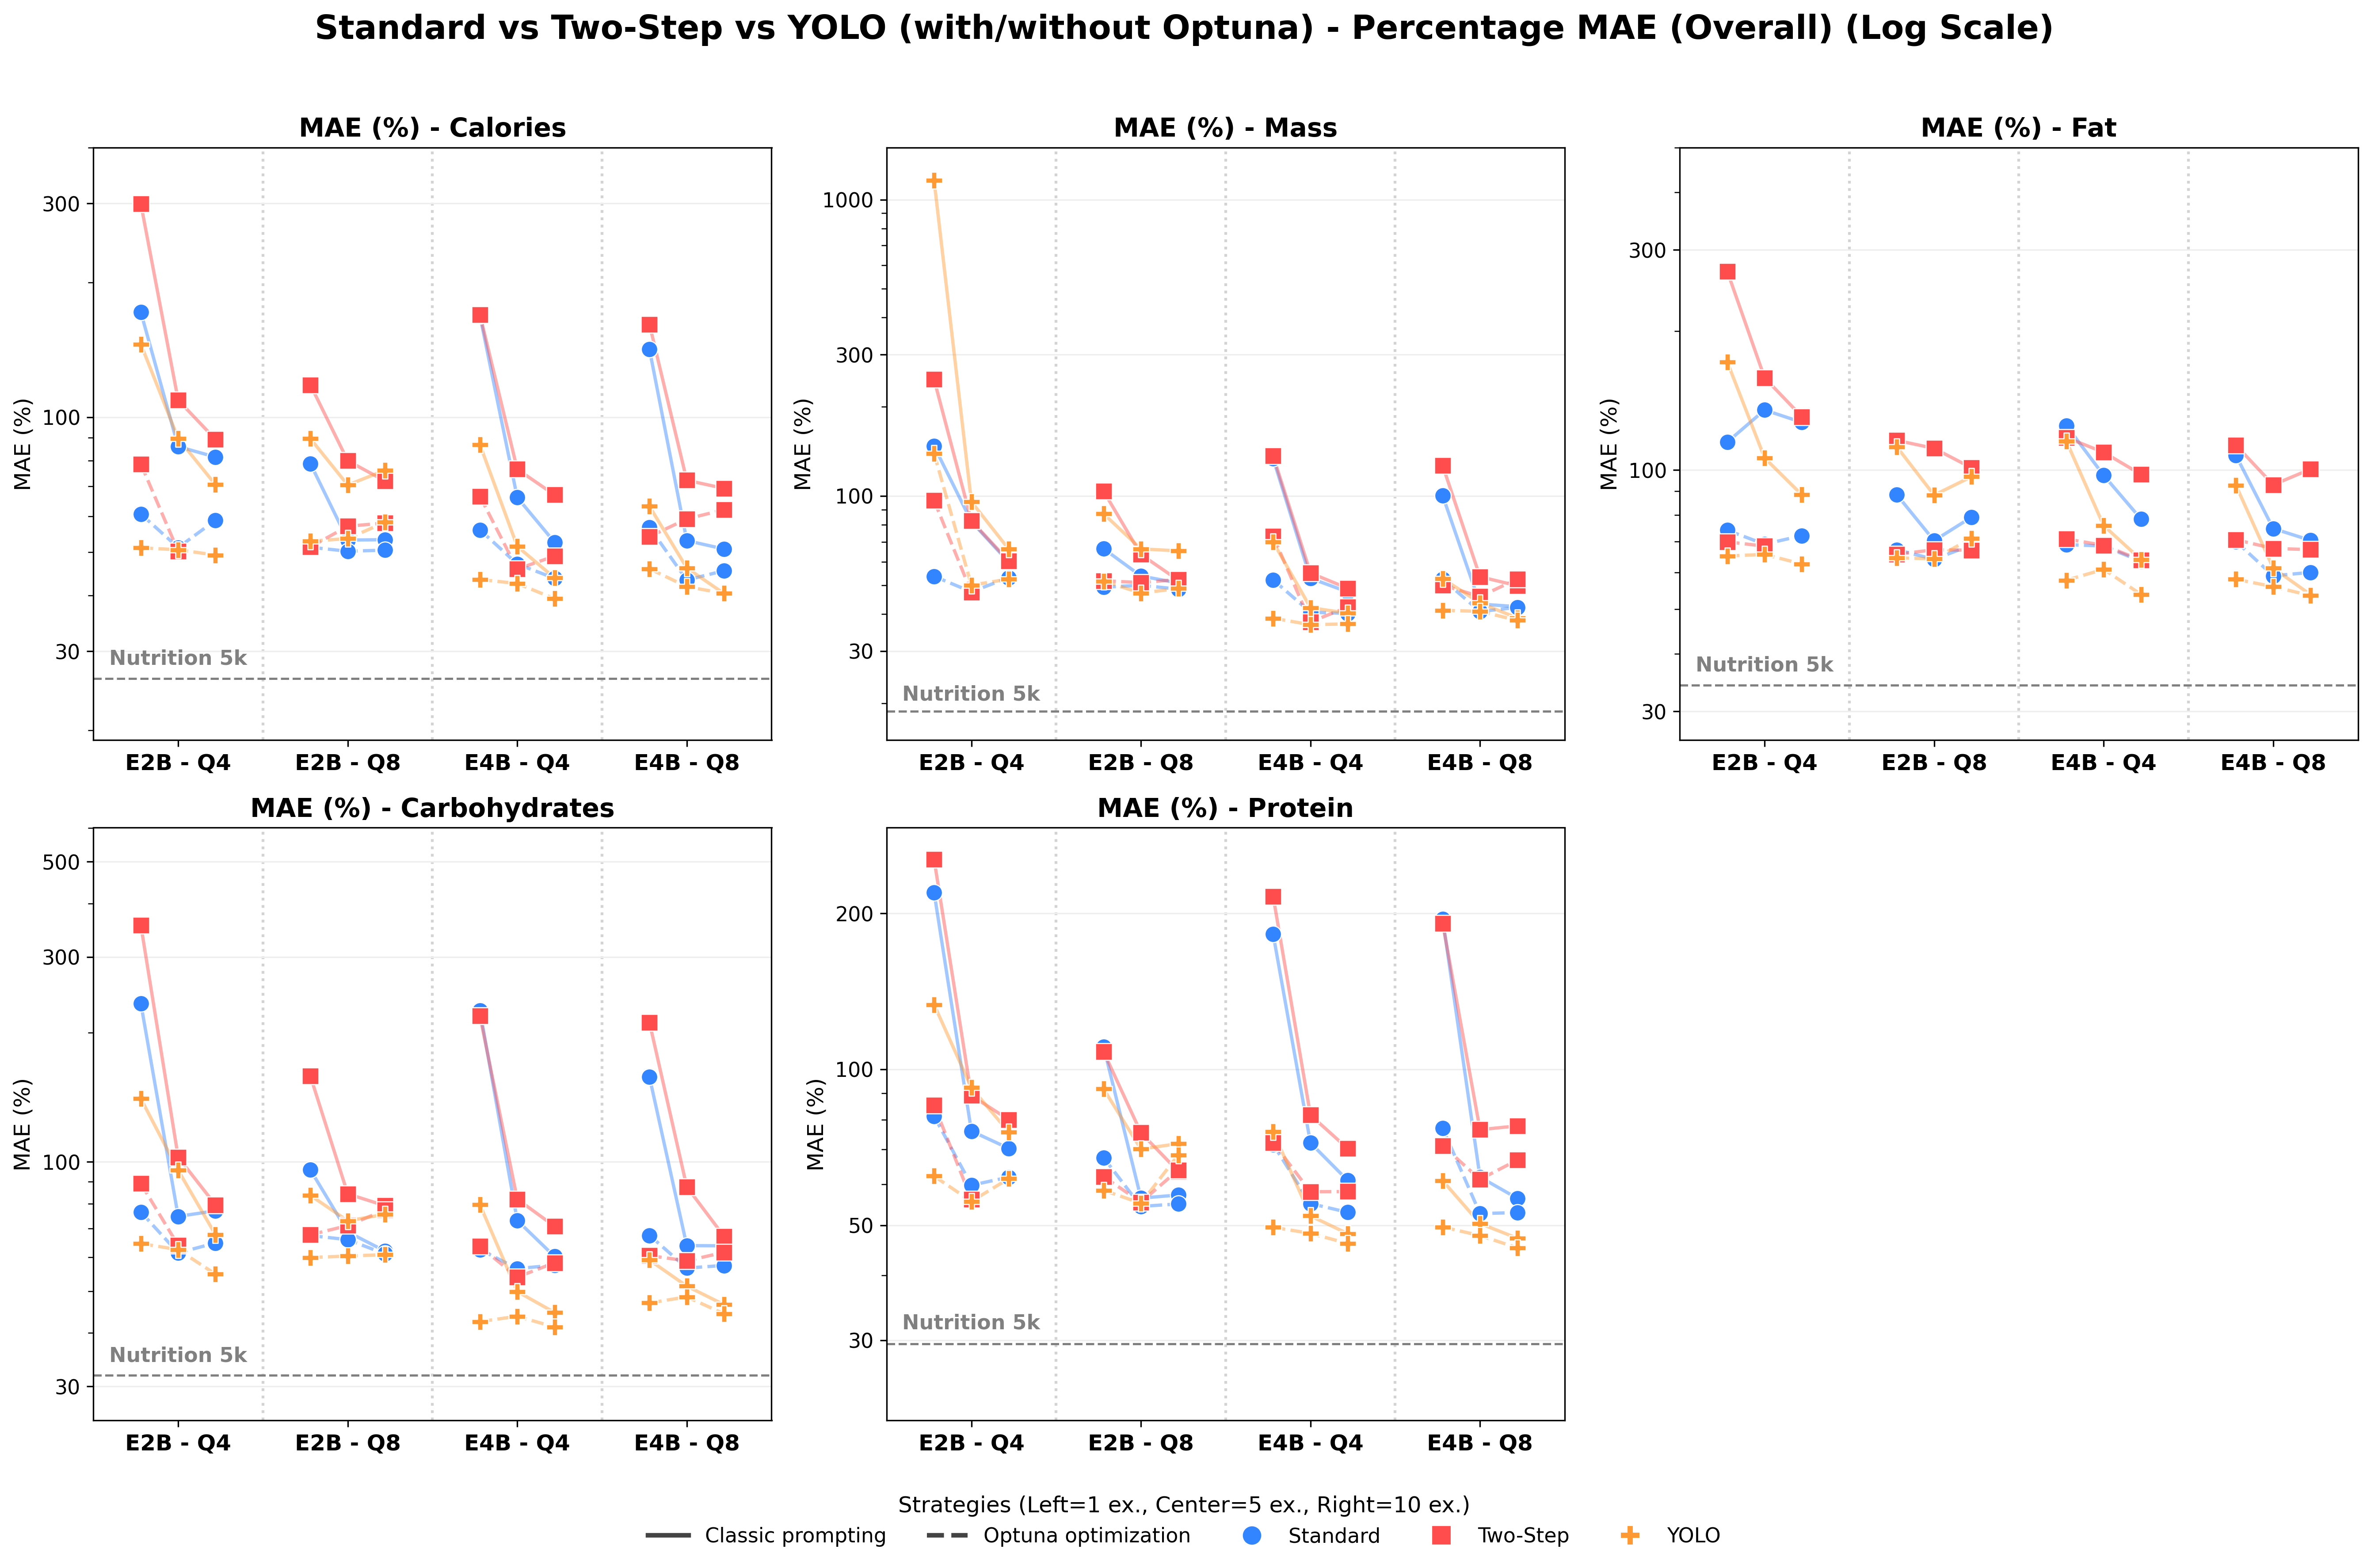 Standard vs Two-Step vs YOLO (with/without Optuna) - Percentage MAE (Overall) (Log Scale)
MAE (%) - Calories
MAE (%)
300
100
30
Nutrition 5k
E2B - Q4 E2B - Q8 E4B - Q4 E4B - Q8
MAE (%) - Mass
MAE (%)
1000
300
100
30
Nutrition 5k
E2B - Q4 E2B - Q8 E4B - Q4 E4B - Q8
MAE (%) - Fat
MAE (%)
300
100
30
Nutrition 5k
E2B - Q4 E2B - Q8 E4B - Q4 E4B - Q8
MAE (%) - Carbohydrates
MAE (%)
500
300
100
30
Nutrition 5k
E2B - Q4 E2B - Q8 E4B - Q4 E4B - Q8
MAE (%) - Protein
MAE (%)
200
100
50
30
Nutrition 5k
E2B - Q4 E2B - Q8 E4B - Q4 E4B - Q8
Strategies (Left=1 ex., Center=5 ex., Right=10 ex.)
Classic prompting Optuna optimization Standard Two-Step YOLO